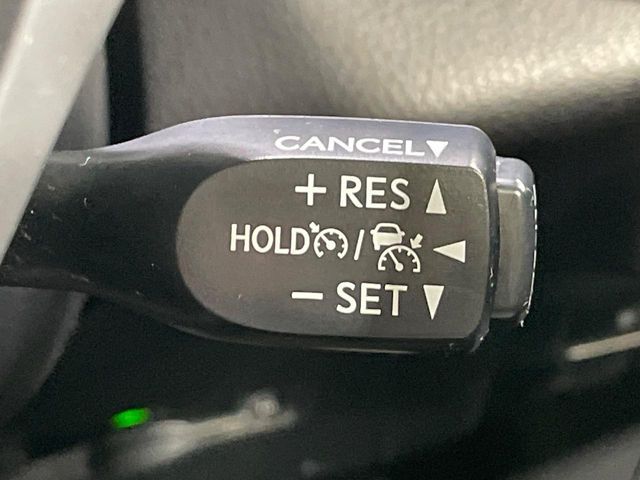 CANCEL▼
+ RES ▲
HOLD / ◀
− SET ▼